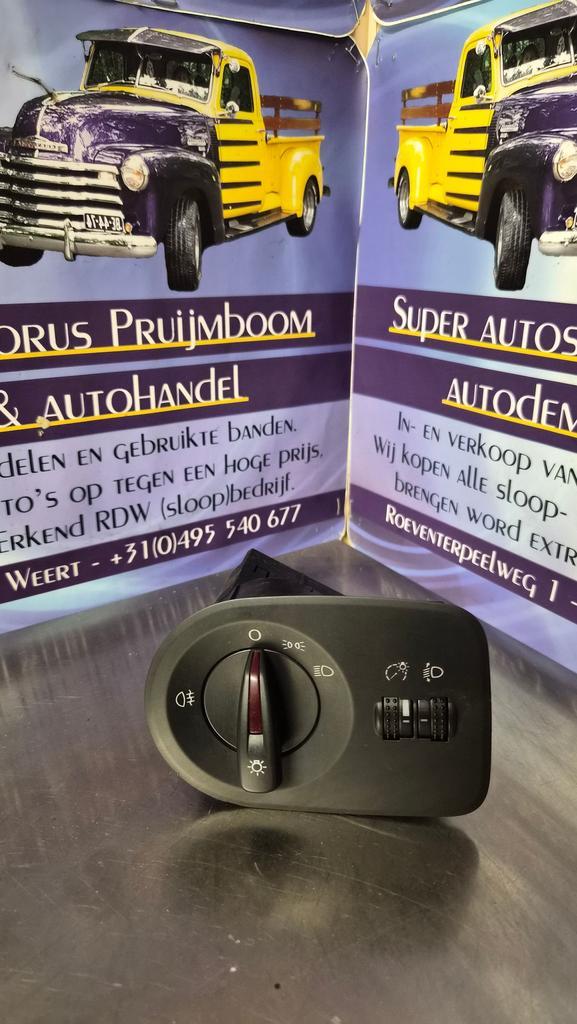 ORUS PRUIJMBOOM
& AUTOHANDEL
DELEN EN GEBRUIKTE BANDEN.
TO'S OP TEGEN EEN HOGE PRIJS,
ERKEND RDW (SLOOP)BEDRIJF.
WEERT - +31(0)495 540 677
SUPER AUTOS
AUTODEM
IN- EN VERKOOP VAN
WIJ KOPEN ALLE SLOOP-
BRENGEN WORD EXTR
ROEVENTERPEELWEG 1 -
O